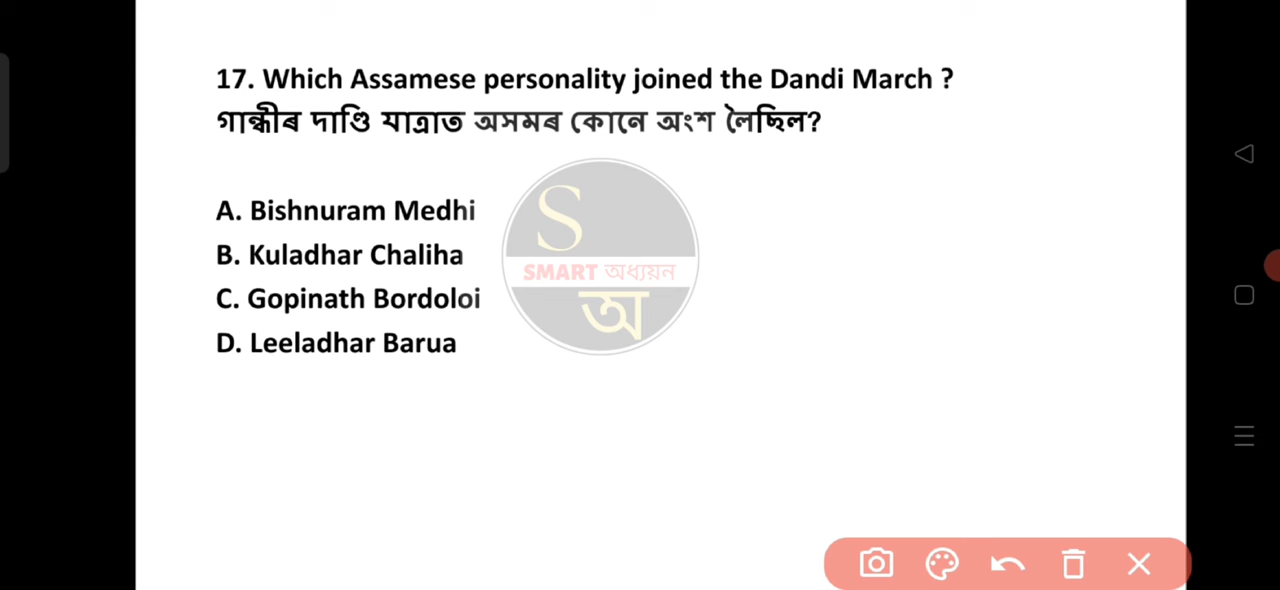 17. Which Assamese personality joined the Dandi March ?
গান্ধীৰ দাণ্ডি যাত্ৰাত অসমৰ কোনে অংশ লৈছিল?
A. Bishnuram Medhi
B. Kuladhar Chaliha
C. Gopinath Bordoloi
D. Leeladhar Barua
S
SMART অধ্যয়ন
অ